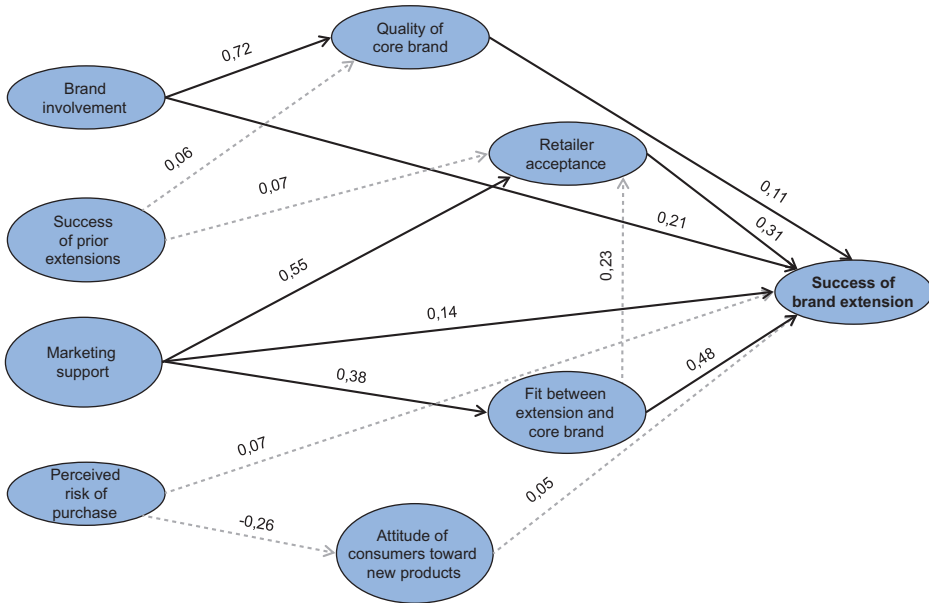 Quality of
core brand
0,72
Brand
involvement
0,06
Retailer
acceptance
0,07
0,11
Success
of prior
extensions
0,21
0,31
0,55
0,23
Success of
brand extension
0,14
Marketing
support
0,38
0,48
Fit between
extension and
core brand
0,07
Perceived
risk of
purchase
0,05
-0,26
Attitude of
consumers toward
new products